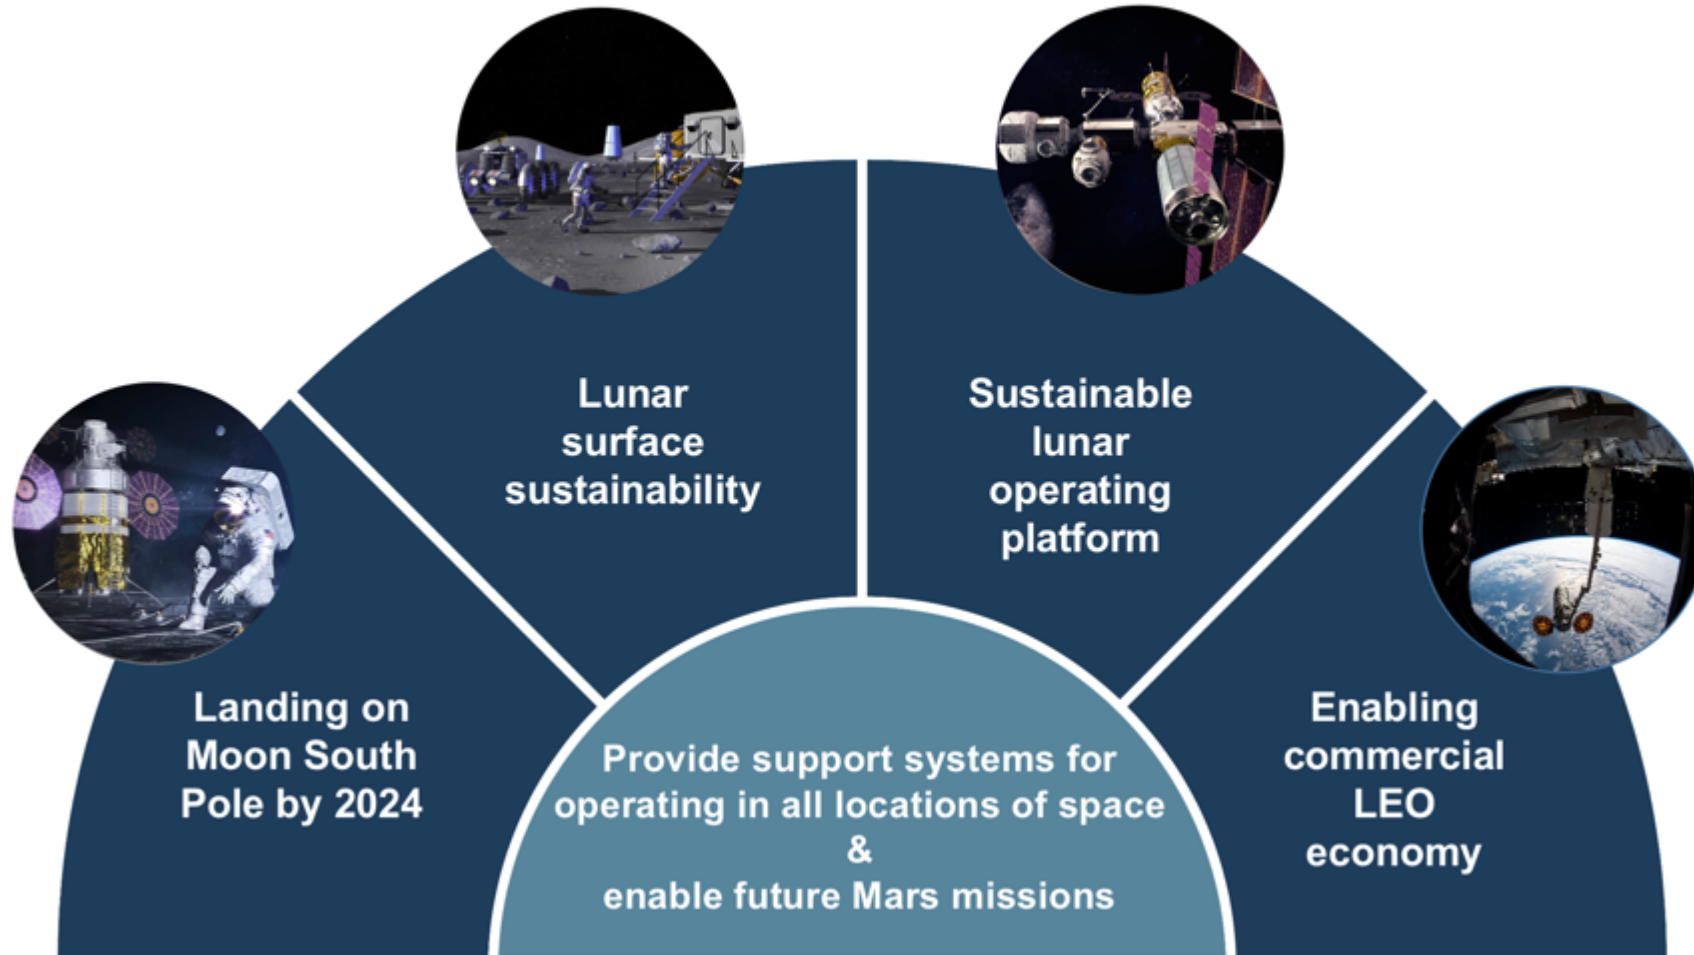 Lunar
surface
sustainability
Sustainable
lunar
operating
platform
Landing on
Moon South
Pole by 2024
Provide support systems for
operating in all locations of space
&
enable future Mars missions
Enabling
commercial
LEO
economy